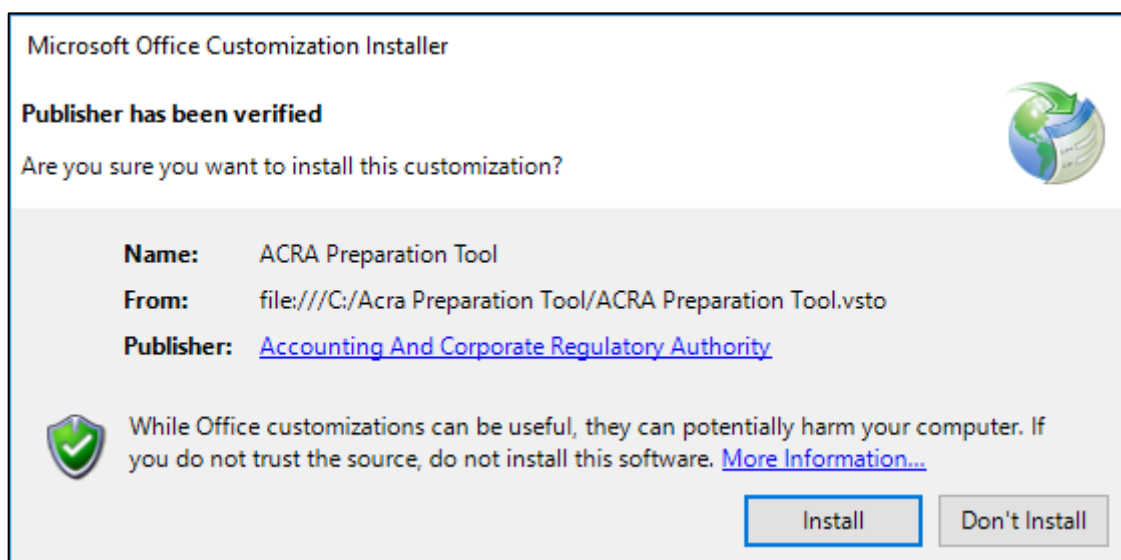 Microsoft Office Customization Installer
Publisher has been verified
Are you sure you want to install this customization?
Name: ACRA Preparation Tool
From: file:///C:/Acra Preparation Tool/ACRA Preparation Tool.vsto
Publisher: Accounting And Corporate Regulatory Authority
While Office customizations can be useful, they can potentially harm your computer. If
you do not trust the source, do not install this software. More Information...
Install Don't Install